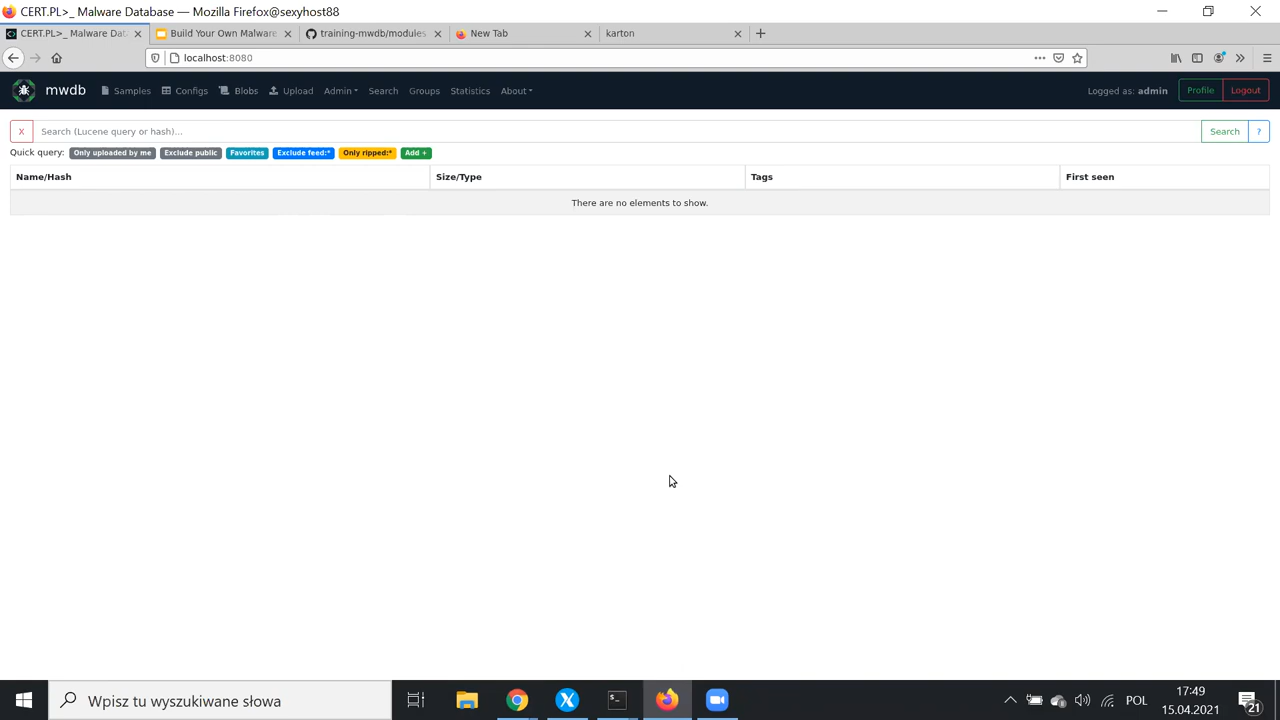 CERT.PL>_ Malware Database — Mozilla Firefox@sexyhost88
CERT.PL>_ Malware Dat
Build Your Own Malware
training-mwdb/modules
New Tab
karton
localhost:8080
mwdb
Samples
Configs
Blobs
Upload
Admin
Search
Groups
Statistics
About
Logged as: admin
Profile
Logout
X
Search (Lucene query or hash)...
Search
?
Quick query:
Only uploaded by me
Exclude public
Favorites
Exclude feed:*
Only ripped:*
Add +
Name/Hash
Size/Type
Tags
First seen
There are no elements to show.
Wpisz tu wyszukiwane słowa
POL
17:49
15.04.2021
21